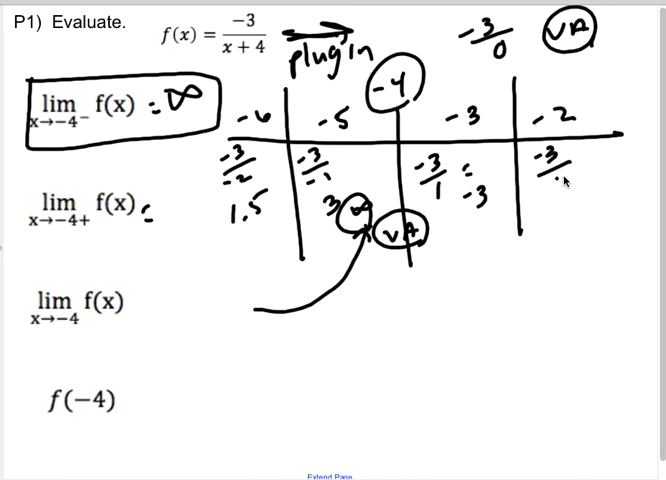 P1) Evaluate.
f(x) = -3 / x + 4
plug in
-3/0 VA
lim x→-4⁻ f(x) = ∞
-6 -5 -4 -3 -2
-3/-2 -3/-1 -3/1 = -3 -3/
1.5 3 ∞ VA
lim x→-4+ f(x) =
lim x→-4 f(x)
f(-4)
Extend Page